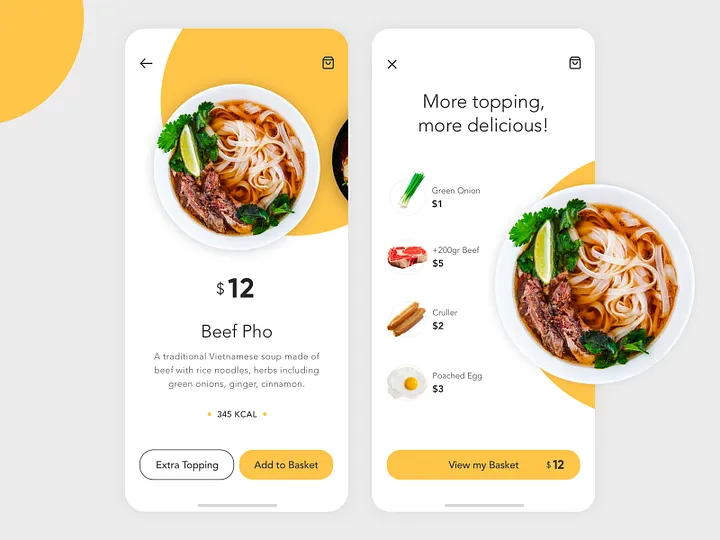 $ 12
Beef Pho
A traditional Vietnamese soup made of
beef with rice noodles, herbs including
green onions, ginger, cinnamon.
345 KCAL
Extra Topping
Add to Basket
More topping,
more delicious!
Green Onion
$1
+200gr Beef
$5
Cruller
$2
Poached Egg
$3
View my Basket $ 12